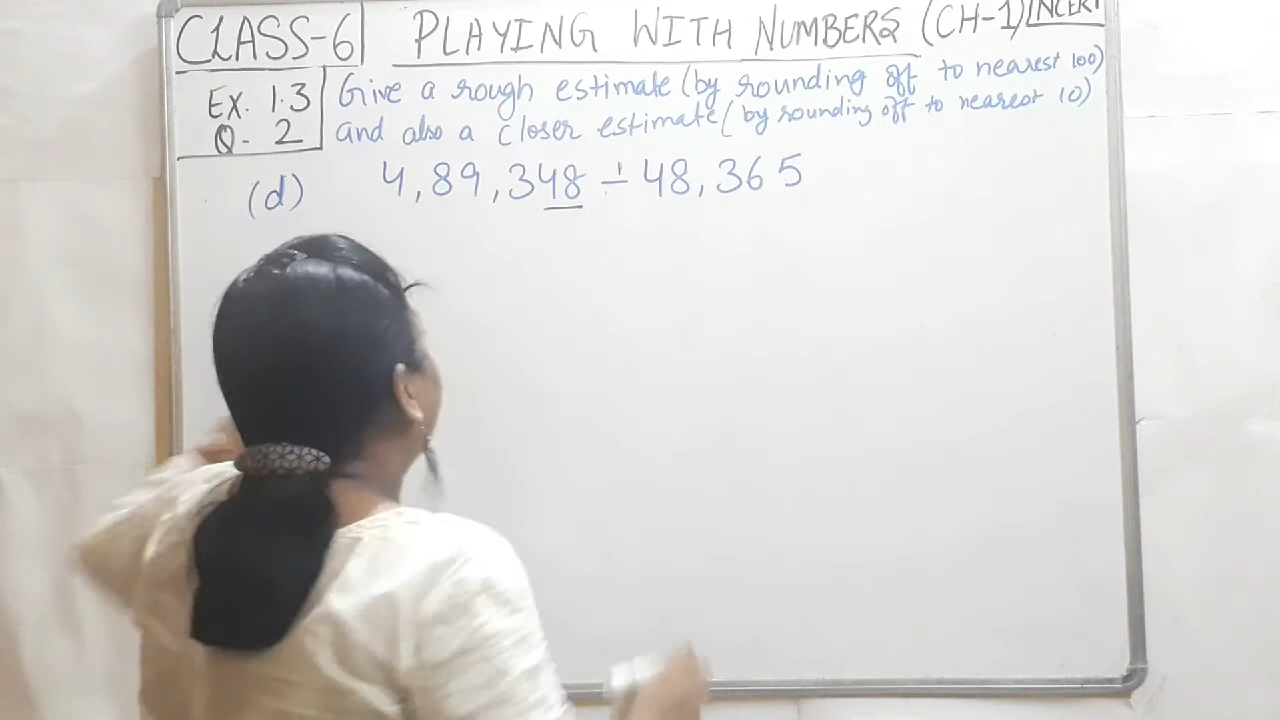 CLASS-6 PLAYING WITH NUMBERS (CH-1) NCERT
Ex. 1.3 Give a rough estimate (by rounding off to nearest 100)
Q- 2 and also a closer estimate (by rounding off to nearest 10)
(d) 4,89,348 - 48,365